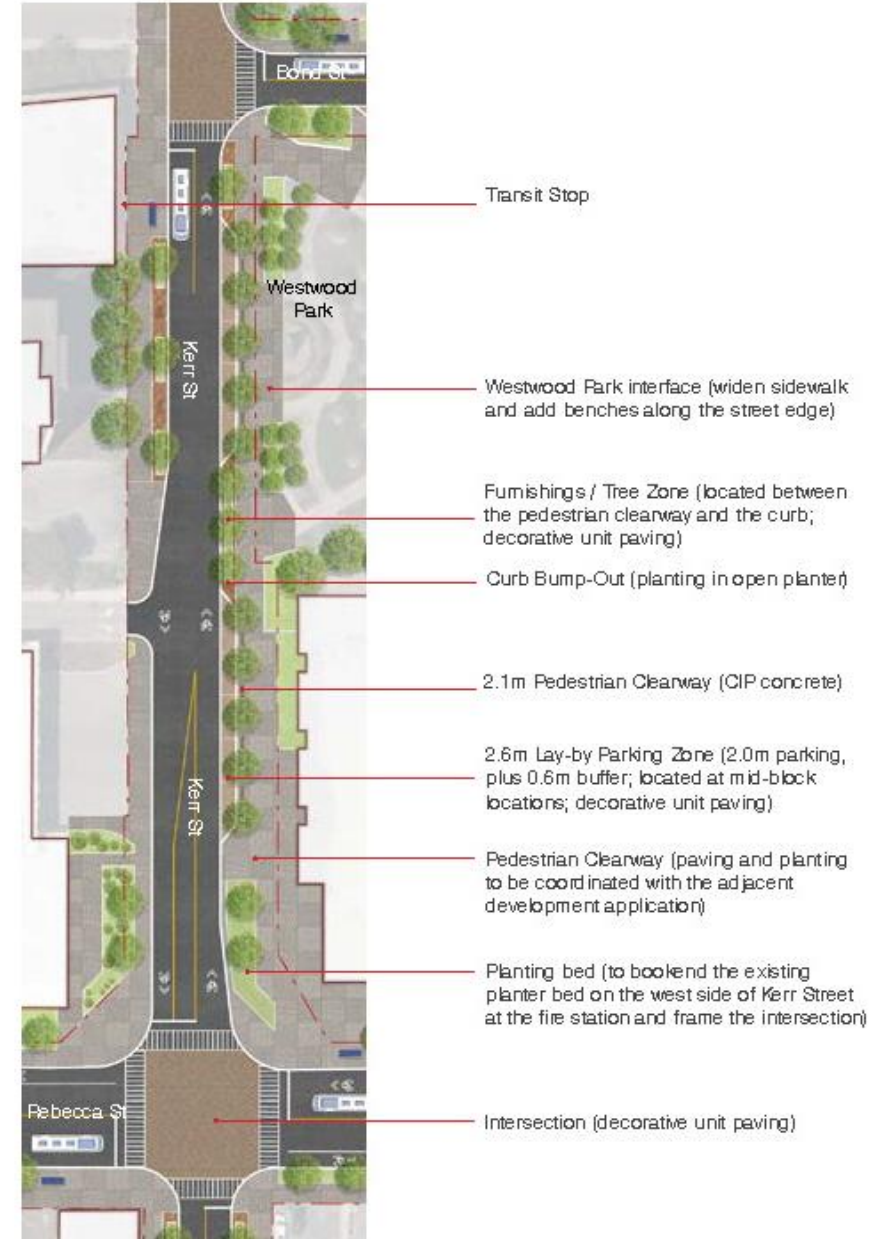 Bond St
Transit Stop
Westwood
Park
Kerr St
Westwood Park interface (widen sidewalk
and add benches along the street edge)
Furnishings / Tree Zone (located between
the pedestrian clearway and the curb;
decorative unit paving)
Curb Bump-Out (planting in open planter)
2.1m Pedestrian Clearway (CIP concrete)
2.6m Lay-by Parking Zone (2.0m parking,
plus 0.6m buffer; located at mid-block
locations; decorative unit paving)
Kerr St
Pedestrian Clearway (paving and planting
to be coordinated with the adjacent
development application)
Planting bed (to bookend the existing
planter bed on the west side of Kerr Street
at the fire station and frame the intersection)
Rebecca St
Intersection (decorative unit paving)